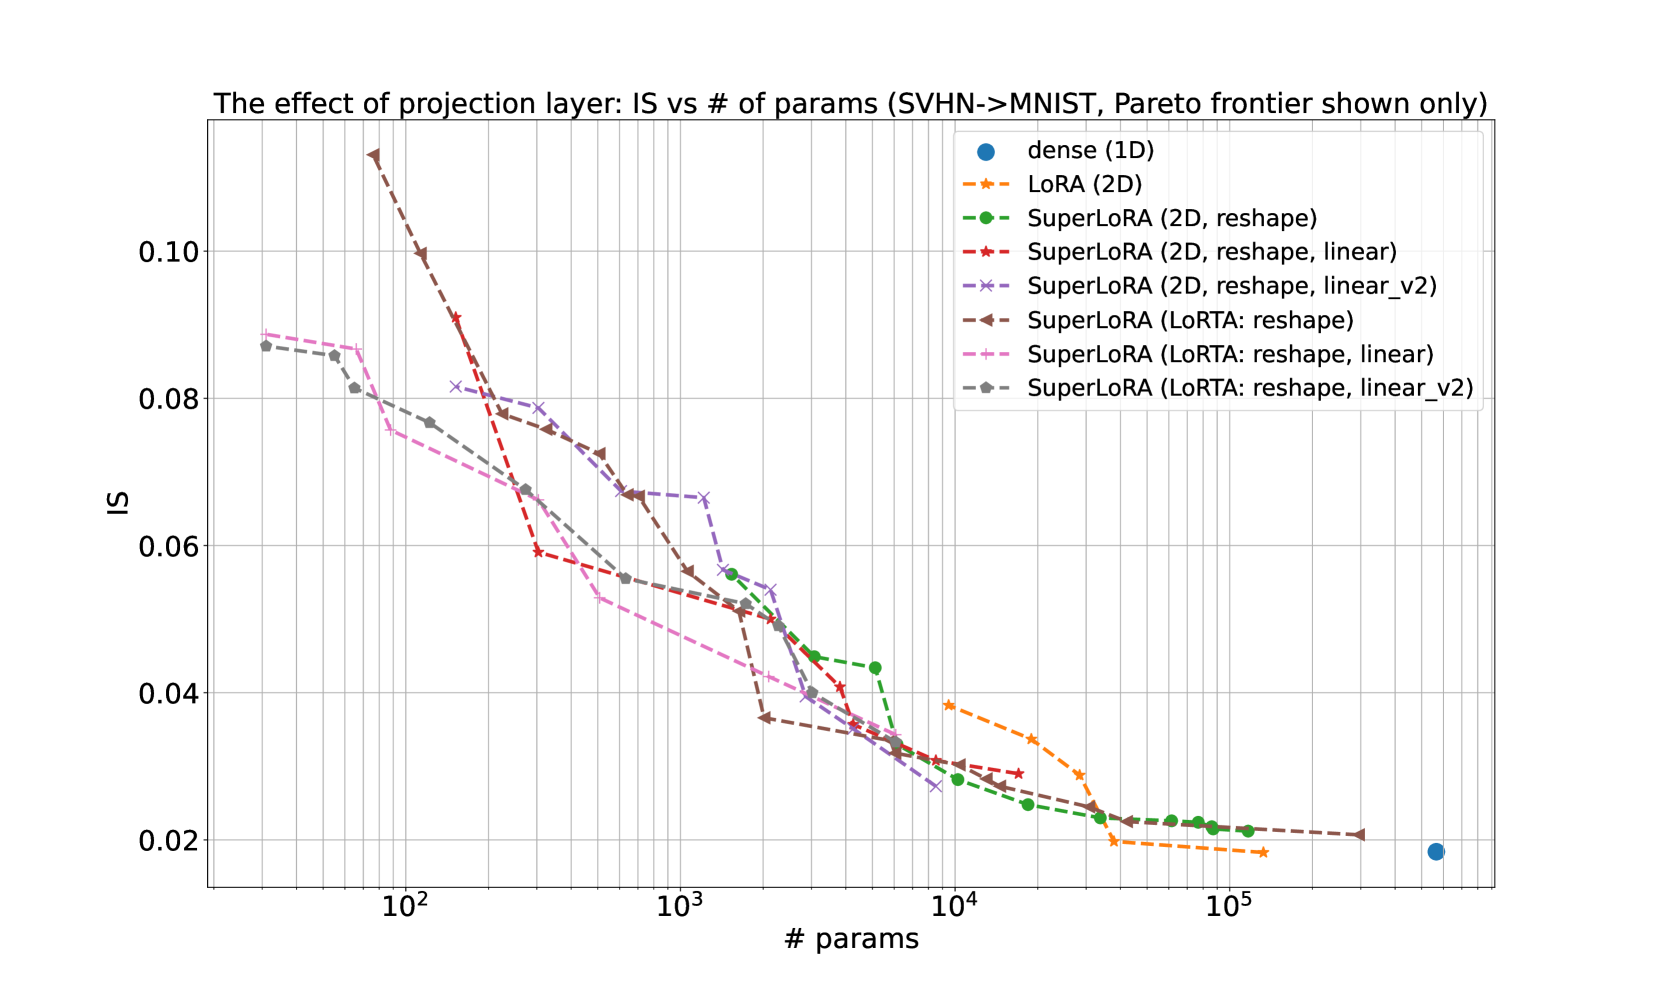 The effect of projection layer: IS vs # of params (SVHN->MNIST, Pareto frontier shown only)
dense (1D)
LoRA (2D)
SuperLoRA (2D, reshape)
SuperLoRA (2D, reshape, linear)
SuperLoRA (2D, reshape, linear_v2)
SuperLoRA (LoRTA: reshape)
SuperLoRA (LoRTA: reshape, linear)
SuperLoRA (LoRTA: reshape, linear_v2)
0.10
0.08
0.06
0.04
0.02
IS
10²
10³
10⁴
10⁵
# params